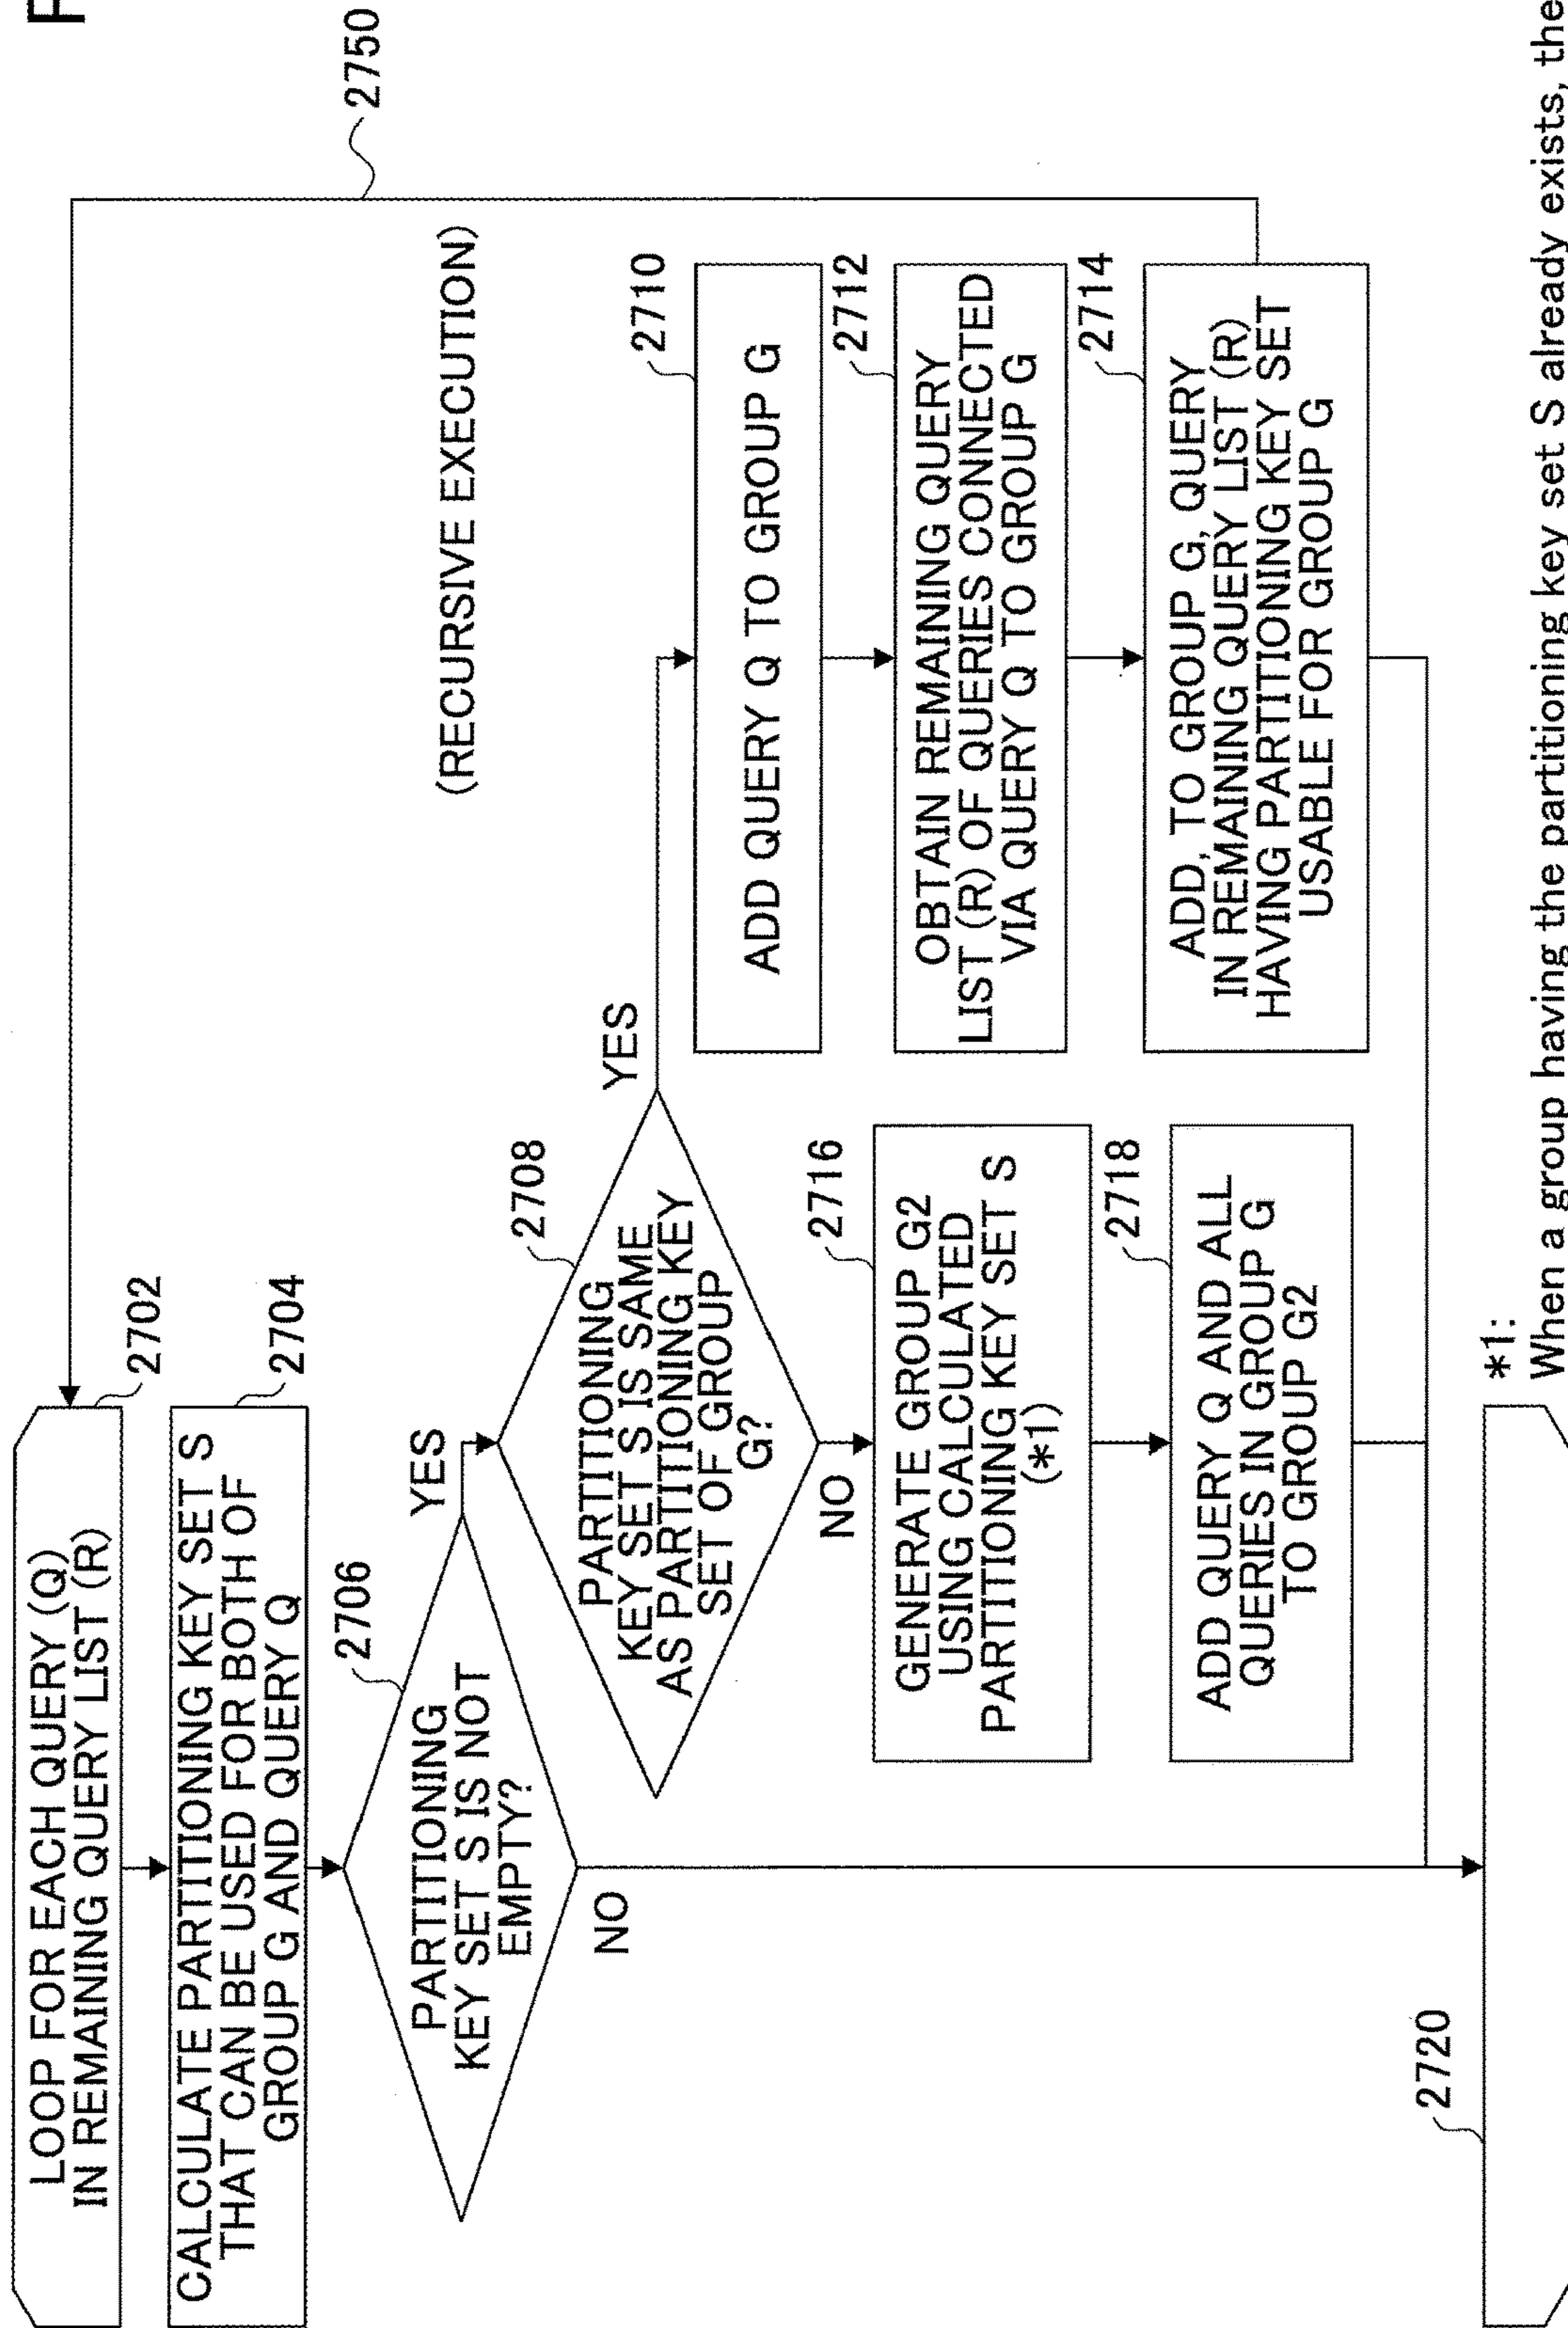 F
2750
(RECURSIVE EXECUTION)
LOOP FOR EACH QUERY (Q)
IN REMAINING QUERY LIST (R)
2702
CALCULATE PARTITIONING KEY SET S
THAT CAN BE USED FOR BOTH OF
GROUP G AND QUERY Q
2704
PARTITIONING
KEY SET S IS NOT
EMPTY?
2706
YES
NO
PARTITIONING
KEY SET S IS SAME
AS PARTITIONING KEY
SET OF GROUP
G?
2708
YES
NO
ADD QUERY Q TO GROUP G
2710
OBTAIN REMAINING QUERY
LIST (R) OF QUERIES CONNECTED
VIA QUERY Q TO GROUP G
2712
ADD, TO GROUP G, QUERY
IN REMAINING QUERY LIST (R)
HAVING PARTITIONING KEY SET
USABLE FOR GROUP G
2714
GENERATE GROUP G2
USING CALCULATED
PARTITIONING KEY SET S
(*1)
2716
ADD QUERY Q AND ALL
QUERIES IN GROUP G
TO GROUP G2
2718
2720
*1:
When a group having the partitioning key set S already exists, the